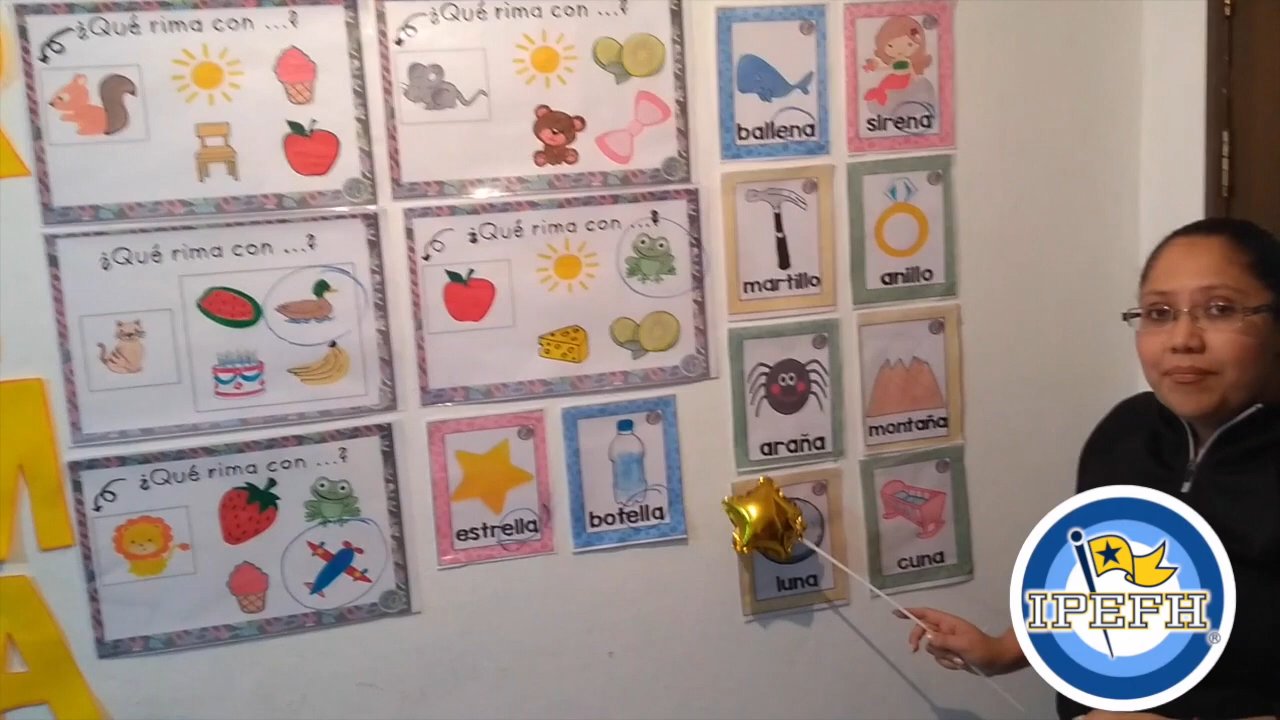 ¿Qué rima con ...?
¿Qué rima con ...?
ballena
sirena
martillo
anillo
¿Qué rima con ...?
¿Qué rima con ...?
araña
montaña
¿Qué rima con ...?
estrella
botella
luna
cuna
M
A
IPEFH®